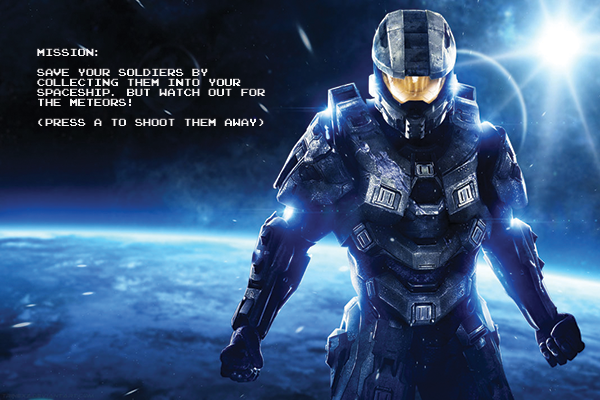 MISSION:
SAVE YOUR SOLDIERS BY
COLLECTING THEM INTO YOUR
SPACESHIP. BUT WATCH OUT FOR
THE METEORS!
(PRESS A TO SHOOT THEM AWAY)